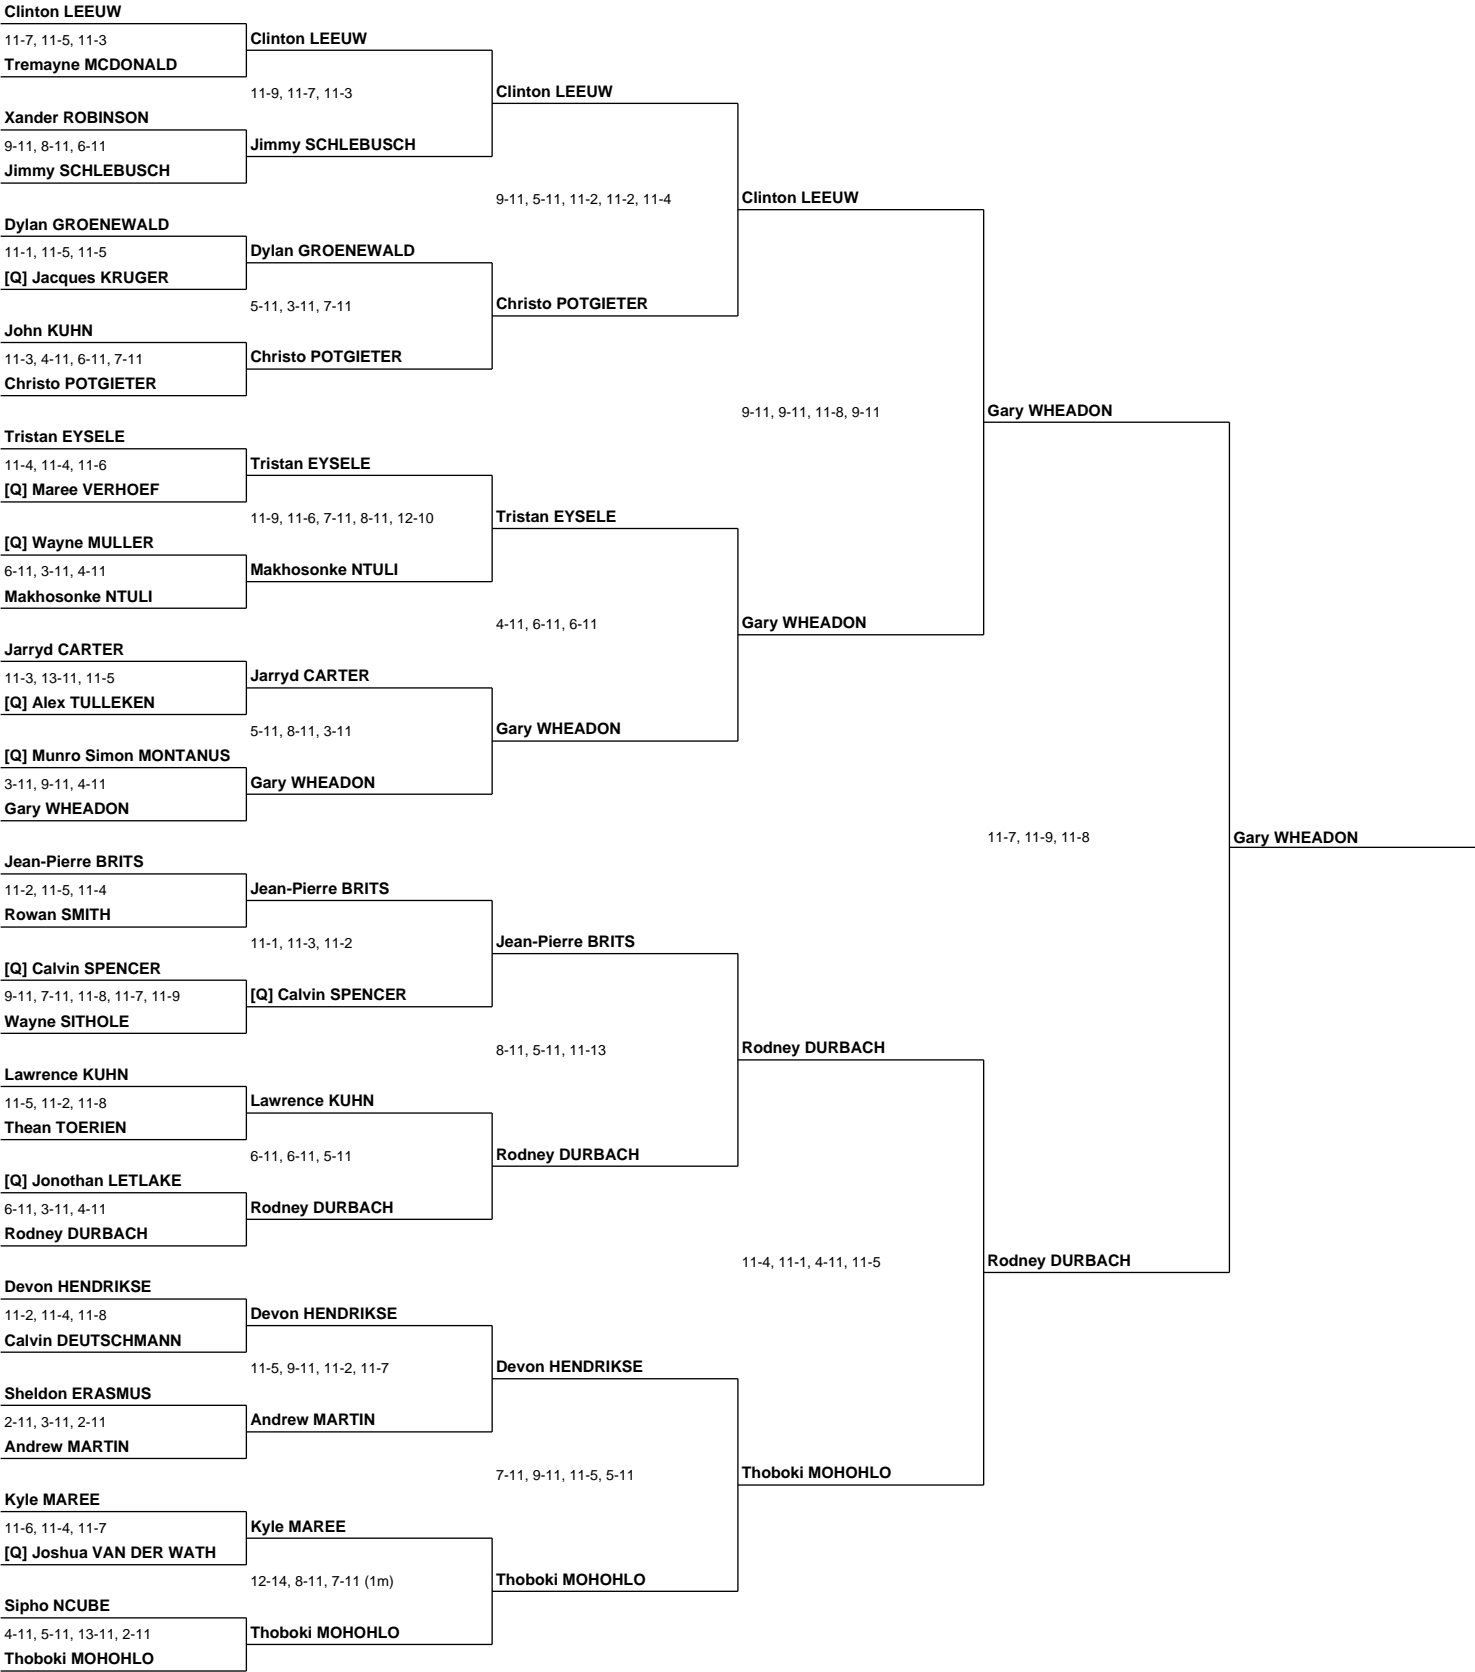 Clinton LEEUW
11-7, 11-5, 11-3
Tremayne MCDONALD
Xander ROBINSON
9-11, 8-11, 6-11
Jimmy SCHLEBUSCH
Dylan GROENEWALD
11-1, 11-5, 11-5
[Q] Jacques KRUGER
John KUHN
11-3, 4-11, 6-11, 7-11
Christo POTGIETER
Tristan EYSELE
11-4, 11-4, 11-6
[Q] Maree VERHOEF
[Q] Wayne MULLER
6-11, 3-11, 4-11
Makhosonke NTULI
Jarryd CARTER
11-3, 13-11, 11-5
[Q] Alex TULLEKEN
[Q] Munro Simon MONTANUS
3-11, 9-11, 4-11
Gary WHEADON
Jean-Pierre BRITS
11-2, 11-5, 11-4
Rowan SMITH
[Q] Calvin SPENCER
9-11, 7-11, 11-8, 11-7, 11-9
Wayne SITHOLE
Lawrence KUHN
11-5, 11-2, 11-8
Thean TOERIEN
[Q] Jonothan LETLAKE
6-11, 3-11, 4-11
Rodney DURBACH
Devon HENDRIKSE
11-2, 11-4, 11-8
Calvin DEUTSCHMANN
Sheldon ERASMUS
2-11, 3-11, 2-11
Andrew MARTIN
Kyle MAREE
11-6, 11-4, 11-7
[Q] Joshua VAN DER WATH
Sipho NCUBE
4-11, 5-11, 13-11, 2-11
Thoboki MOHOHLO
Clinton LEEUW
11-9, 11-7, 11-3
Jimmy SCHLEBUSCH
Dylan GROENEWALD
5-11, 3-11, 7-11
Christo POTGIETER
Tristan EYSELE
11-9, 11-6, 7-11, 8-11, 12-10
Makhosonke NTULI
Jarryd CARTER
5-11, 8-11, 3-11
Gary WHEADON
Jean-Pierre BRITS
11-1, 11-3, 11-2
[Q] Calvin SPENCER
Lawrence KUHN
6-11, 6-11, 5-11
Rodney DURBACH
Devon HENDRIKSE
11-5, 9-11, 11-2, 11-7
Andrew MARTIN
Kyle MAREE
12-14, 8-11, 7-11 (1m)
Thoboki MOHOHLO
Clinton LEEUW
9-11, 5-11, 11-2, 11-2, 11-4
Christo POTGIETER
Tristan EYSELE
4-11, 6-11, 6-11
Gary WHEADON
Jean-Pierre BRITS
8-11, 5-11, 11-13
Rodney DURBACH
Devon HENDRIKSE
7-11, 9-11, 11-5, 5-11
Thoboki MOHOHLO
Clinton LEEUW
9-11, 9-11, 11-8, 9-11
Gary WHEADON
Rodney DURBACH
11-4, 11-1, 4-11, 11-5
Thoboki MOHOHLO
Gary WHEADON
11-7, 11-9, 11-8
Rodney DURBACH
Gary WHEADON